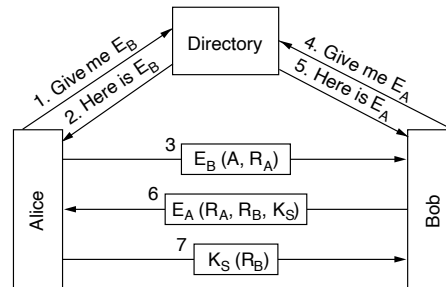 Directory
1. Give me E_B
2. Here is E_B
4. Give me E_A
5. Here is E_A
Alice
Bob
3
E_B (A, R_A)
6
E_A (R_A, R_B, K_S)
7
K_S (R_B)